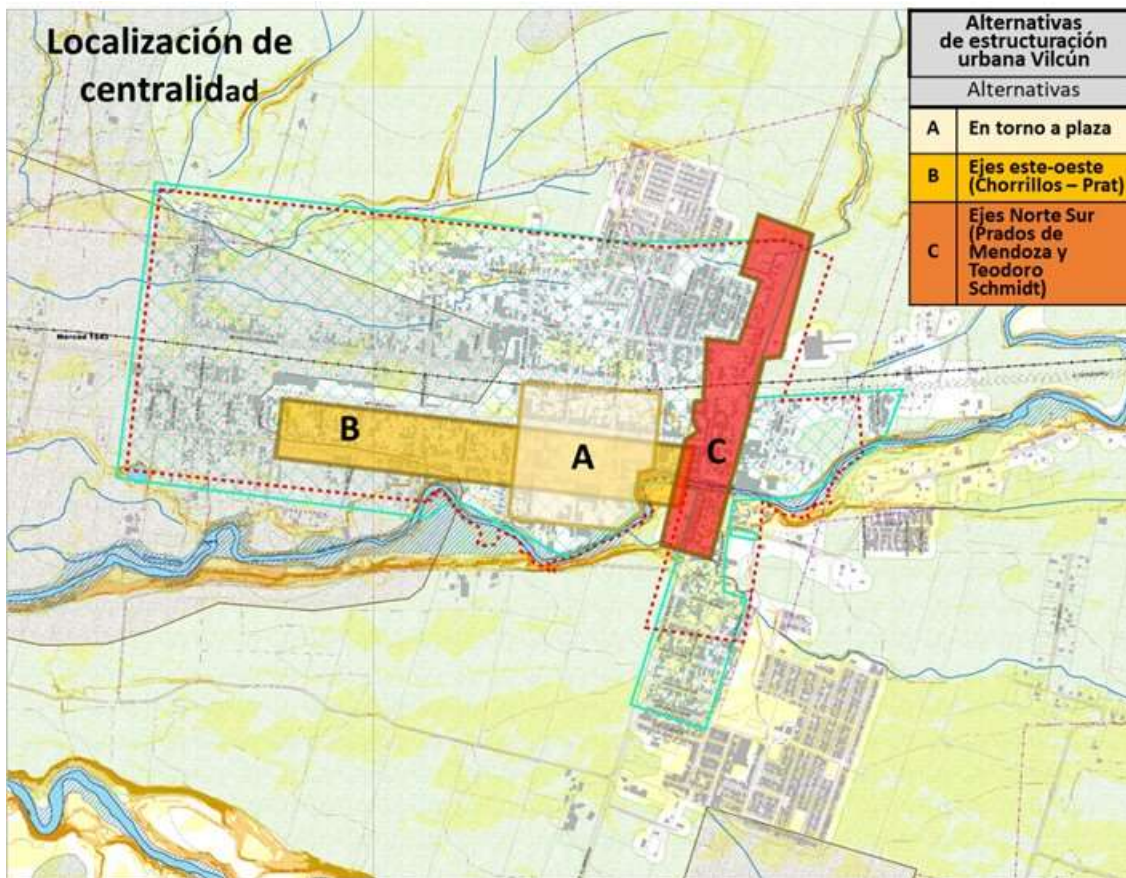 Localización de
centralidad
Alternativas
de estructuración
urbana Vilcún
Alternativas
A En torno a plaza
B Ejes este-oeste
(Chorrillos – Prat)
C Ejes Norte Sur
(Prados de
Mendoza y
Teodoro
Schmidt)
B
A
C